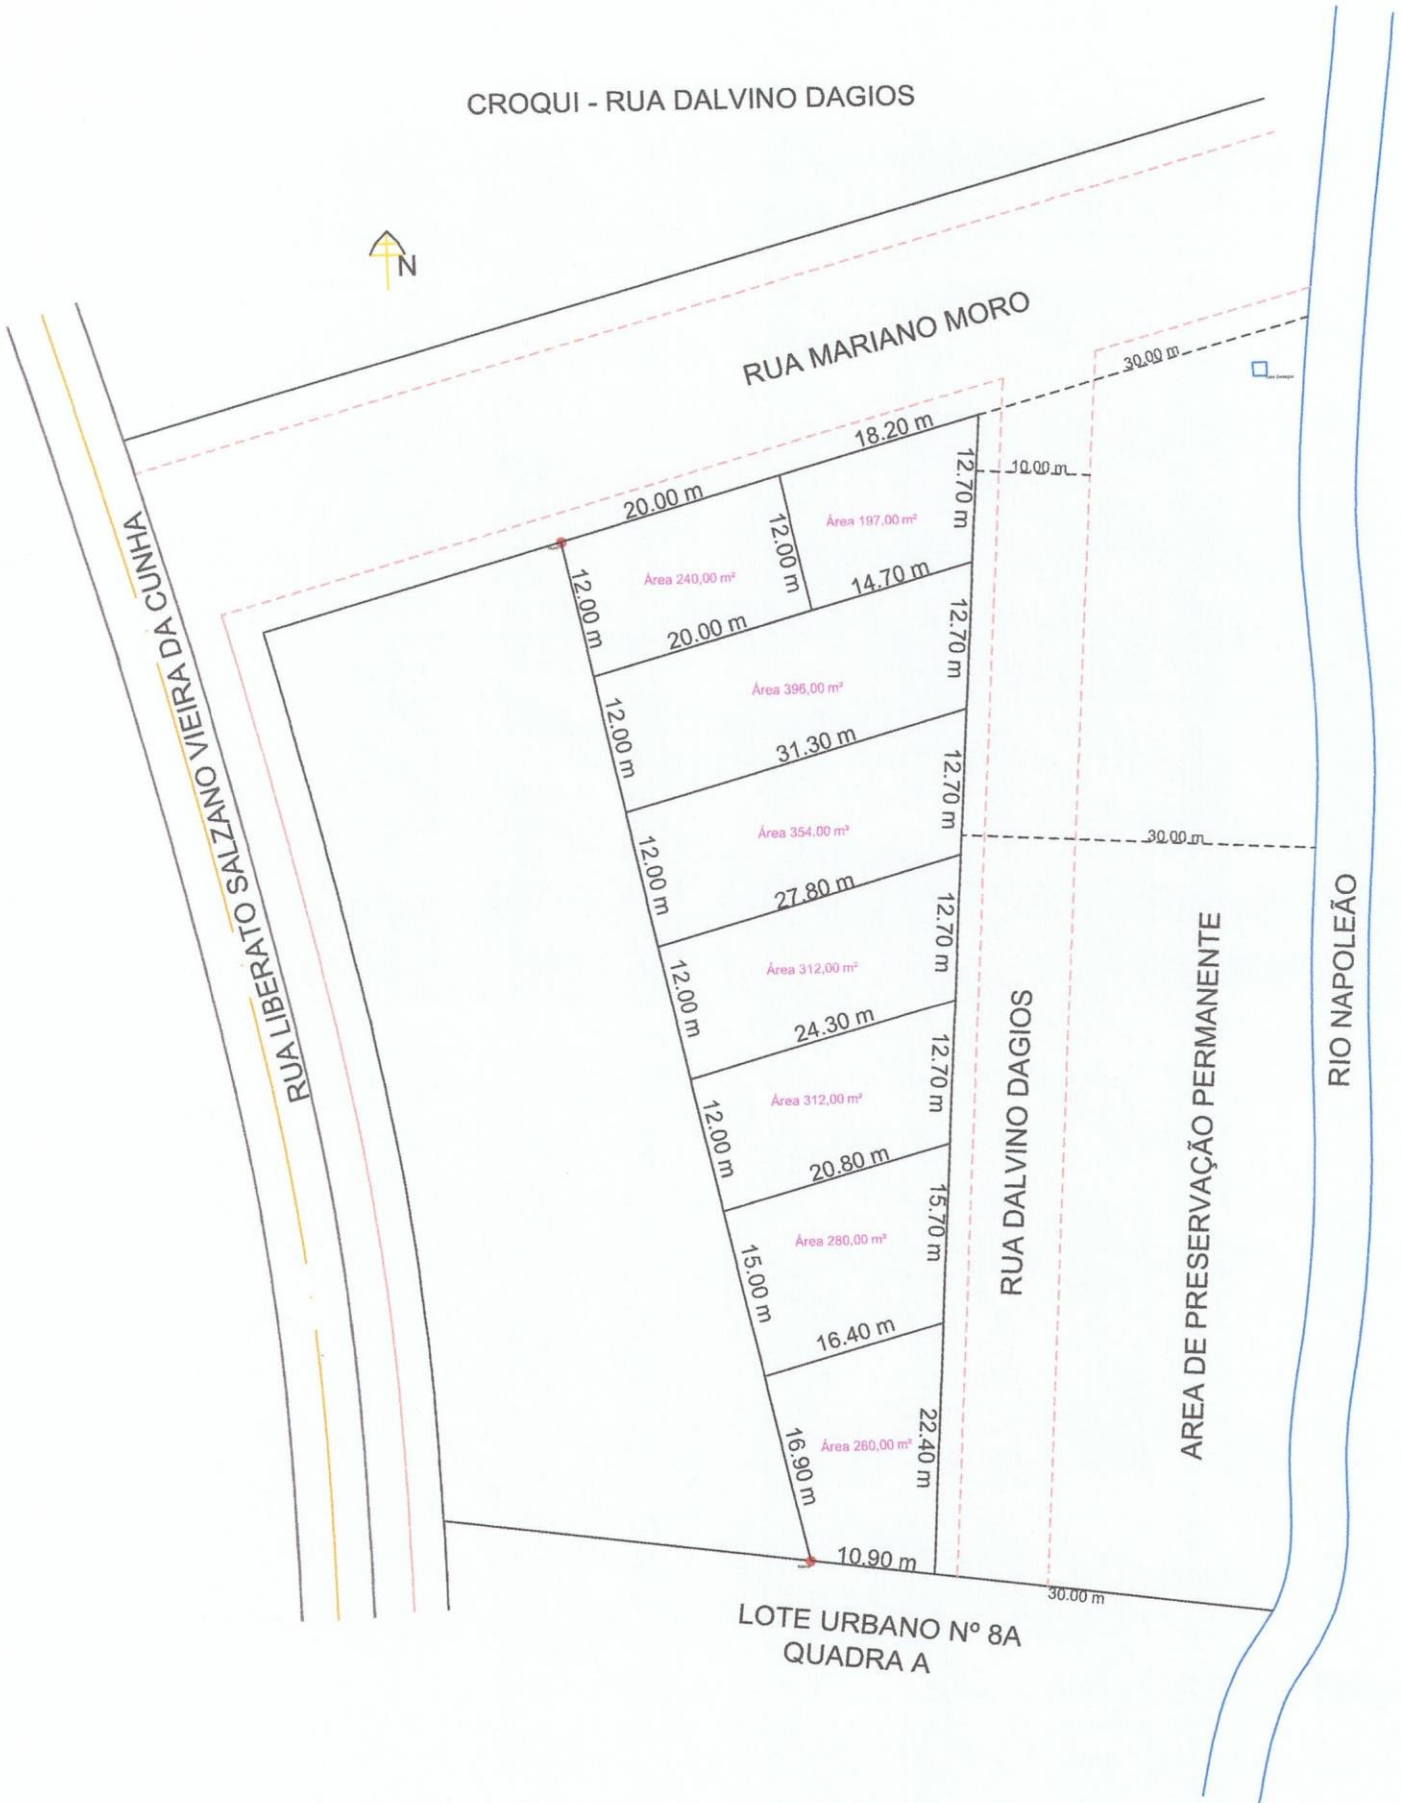 CROQUI - RUA DALVINO DAGIOS
N
RUA MARIANO MORO
30.00 m
18.20 m
20.00 m
12.70 m
10.00 m
RUA LIBERATO SALZANO VIEIRA DA CUNHA
12.00 m
Área 240,00 m²
12.00 m
Área 197,00 m²
14.70 m
20.00 m
12.70 m
12.00 m
Área 396,00 m²
31.30 m
12.70 m
12.00 m
Área 354,00 m²
30.00 m
27.80 m
12.70 m
12.00 m
Área 312,00 m²
24.30 m
12.70 m
12.00 m
Área 312,00 m²
20.80 m
15.70 m
15.00 m
Área 280,00 m²
16.40 m
22.40 m
16.90 m
Área 260,00 m²
10.90 m
30.00 m
RUA DALVINO DAGIOS
AREA DE PRESERVAÇÃO PERMANENTE
RIO NAPOLEÃO
LOTE URBANO Nº 8A
QUADRA A